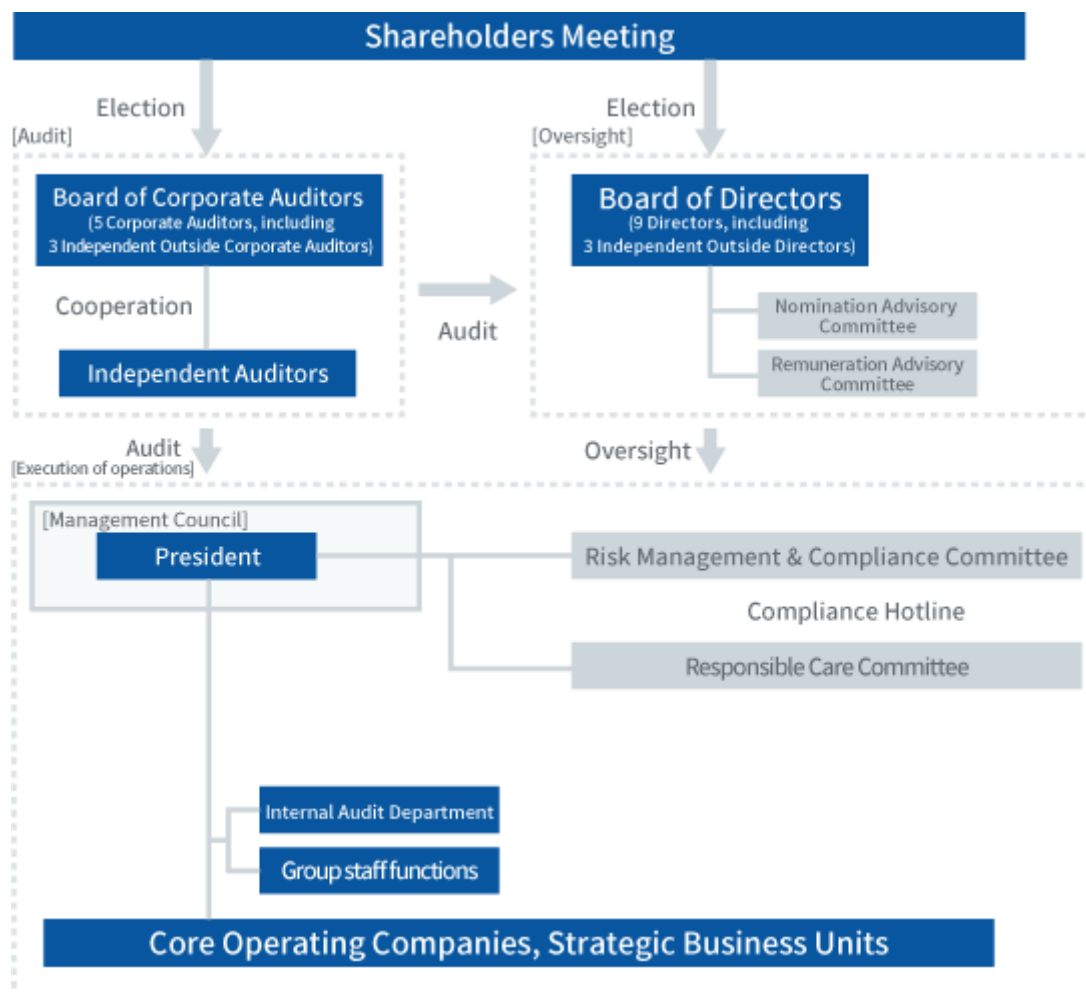 Shareholders Meeting
Election
[Audit]
Board of Corporate Auditors
(5 Corporate Auditors, including
3 Independent Outside Corporate Auditors)
Cooperation
Independent Auditors
Audit
Election
[Oversight]
Board of Directors
(9 Directors, including
3 Independent Outside Directors)
Nomination Advisory
Committee
Remuneration Advisory
Committee
Audit
Oversight
[Execution of operations]
[Management Council]
President
Risk Management & Compliance Committee
Compliance Hotline
Responsible Care Committee
Internal Audit Department
Group staff functions
Core Operating Companies, Strategic Business Units